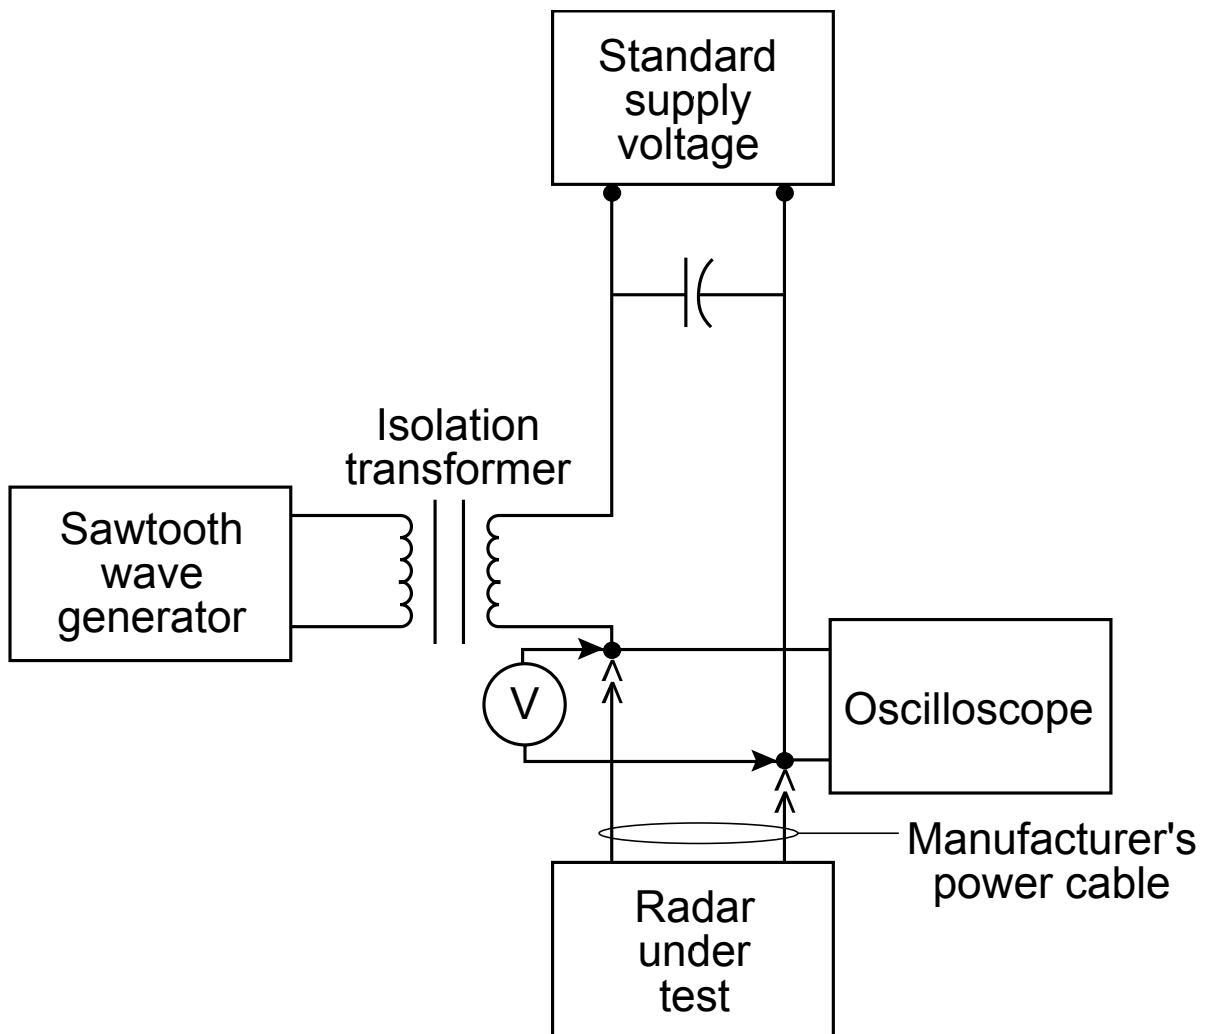 Standard
supply
voltage
Isolation
transformer
Sawtooth
wave
generator
V
Oscilloscope
Manufacturer's
power cable
Radar
under
test